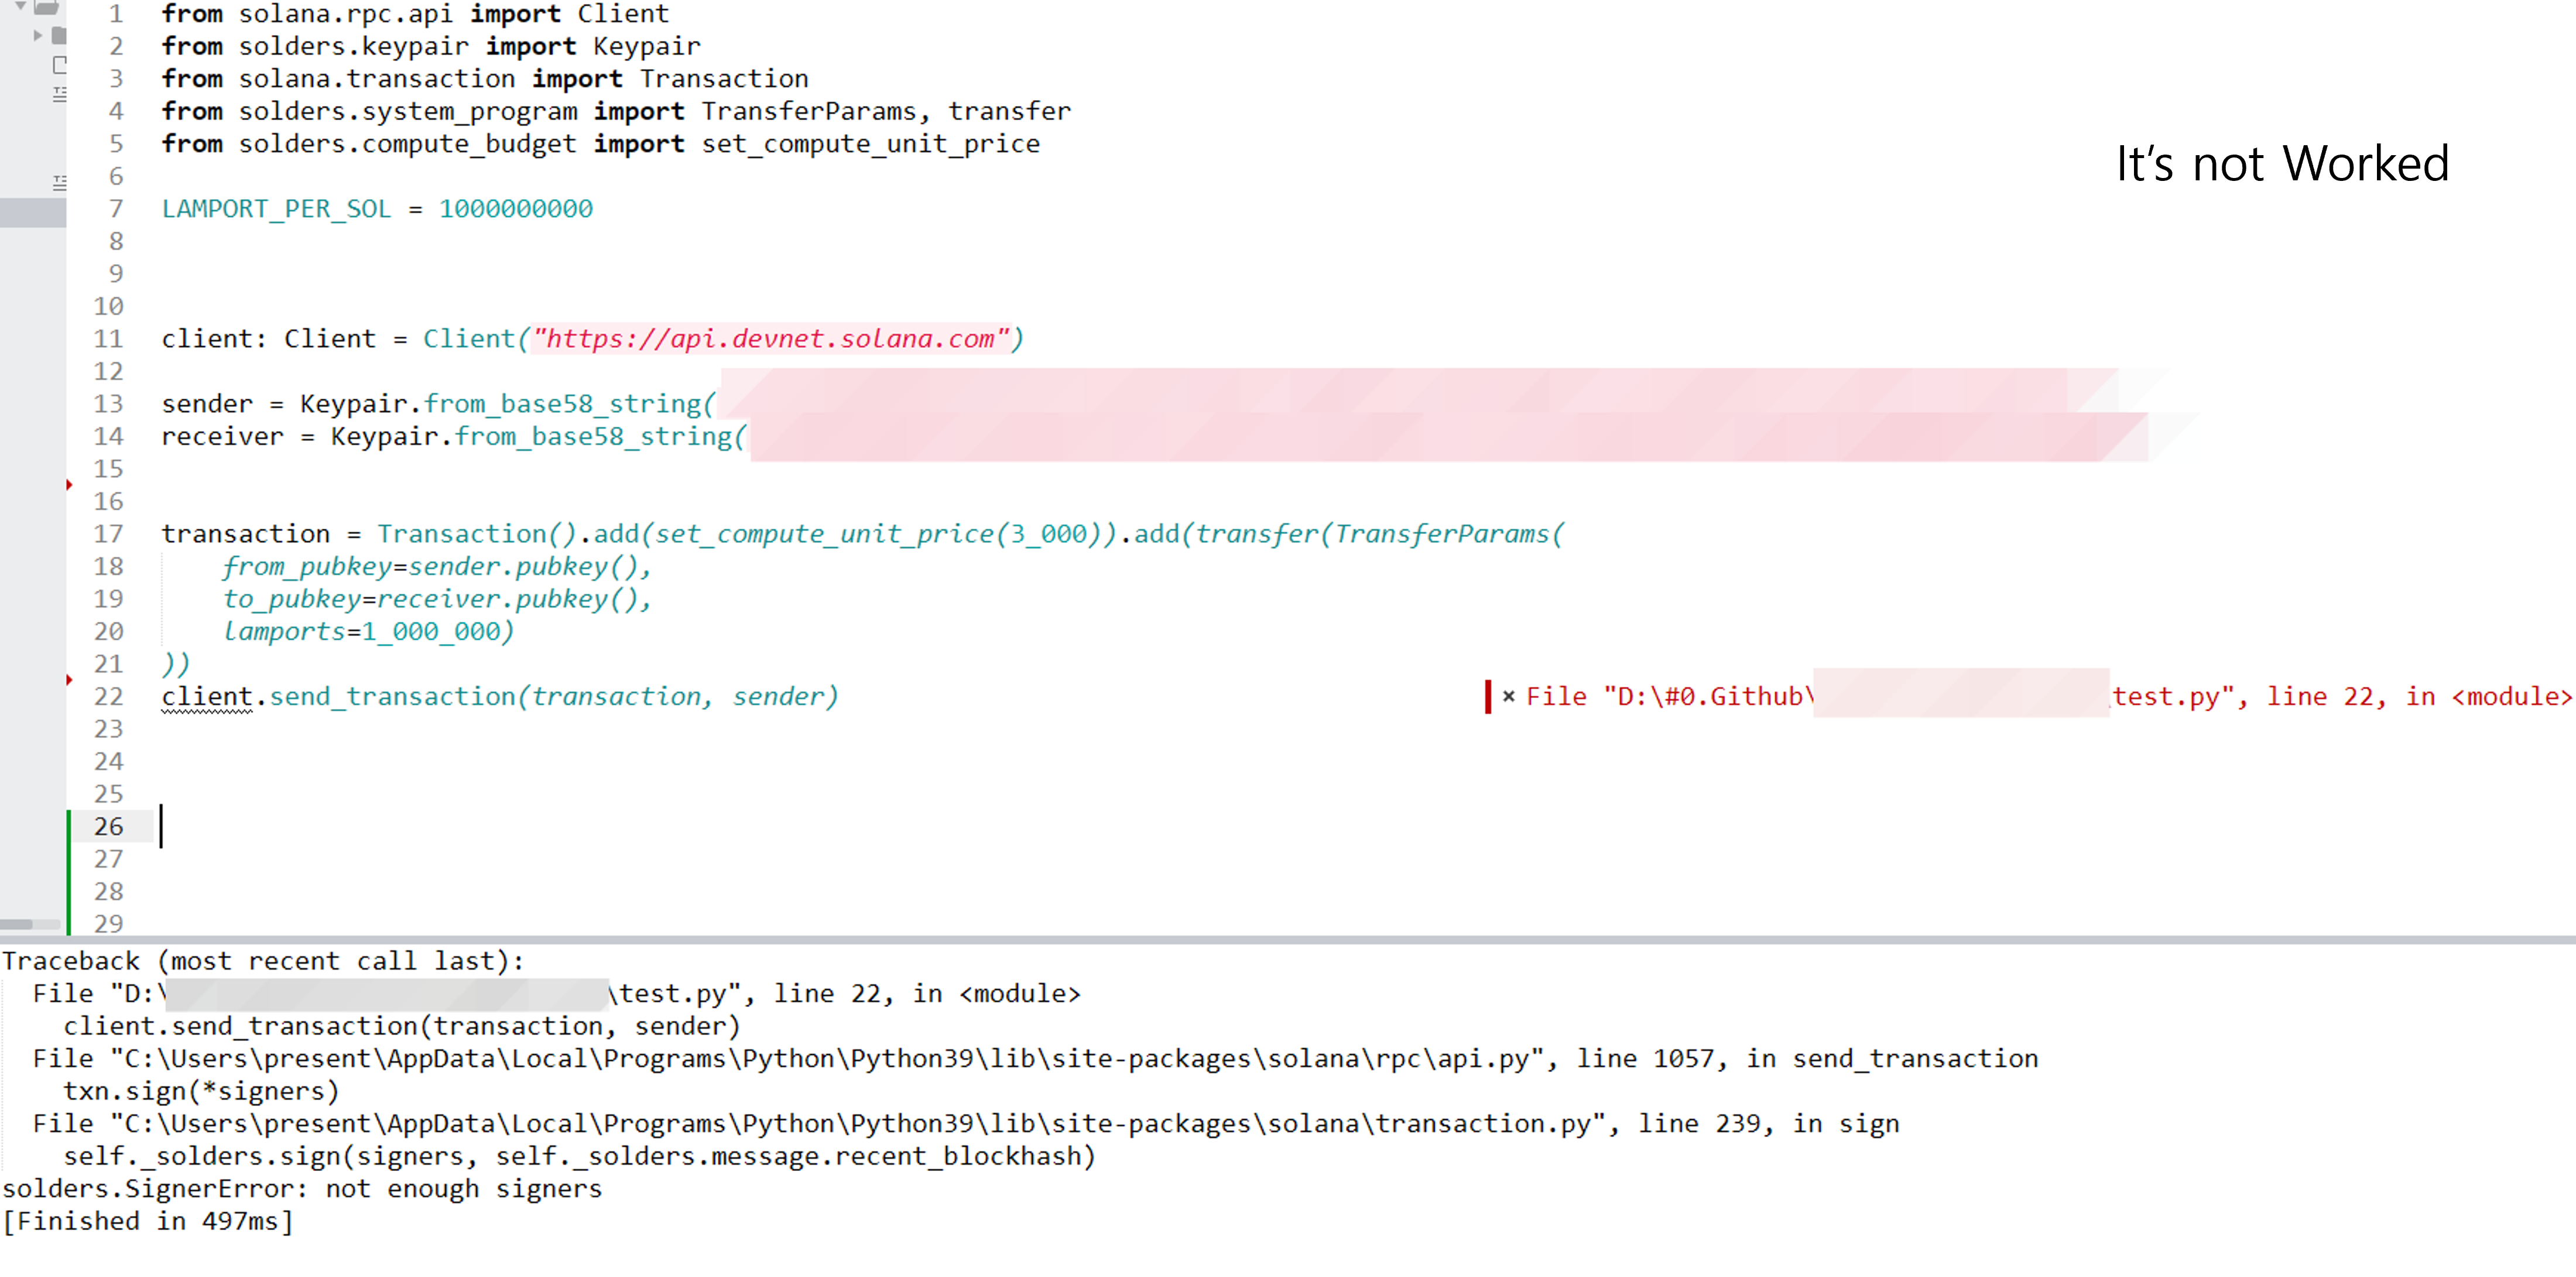 1 from solana.rpc.api import Client
2 from solders.keypair import Keypair
3 from solana.transaction import Transaction
4 from solders.system_program import TransferParams, transfer
5 from solders.compute_budget import set_compute_unit_price
6
It's not Worked
7 LAMPORT_PER_SOL = 1000000000
8
9
10
11 client: Client = Client("https://api.devnet.solana.com")
12
13 sender = Keypair.from_base58_string(
14 receiver = Keypair.from_base58_string(
15
16
17 transaction = Transaction().add(set_compute_unit_price(3_000)).add(transfer(TransferParams(
18 from_pubkey=sender.pubkey(),
19 to_pubkey=receiver.pubkey(),
20 lamports=1_000_000)
21 ))
22 client.send_transaction(transaction, sender) × File "D:\#0.Github\ test.py", line 22, in <module>
23
24
25
26
27
28
29
Traceback (most recent call last):
File "D:\ \test.py", line 22, in <module>
client.send_transaction(transaction, sender)
File "C:\Users\present\AppData\Local\Programs\Python\Python39\lib\site-packages\solana\rpc\api.py", line 1057, in send_transaction
txn.sign(*signers)
File "C:\Users\present\AppData\Local\Programs\Python\Python39\lib\site-packages\solana\transaction.py", line 239, in sign
self._solders.sign(signers, self._solders.message.recent_blockhash)
solders.SignerError: not enough signers
[Finished in 497ms]